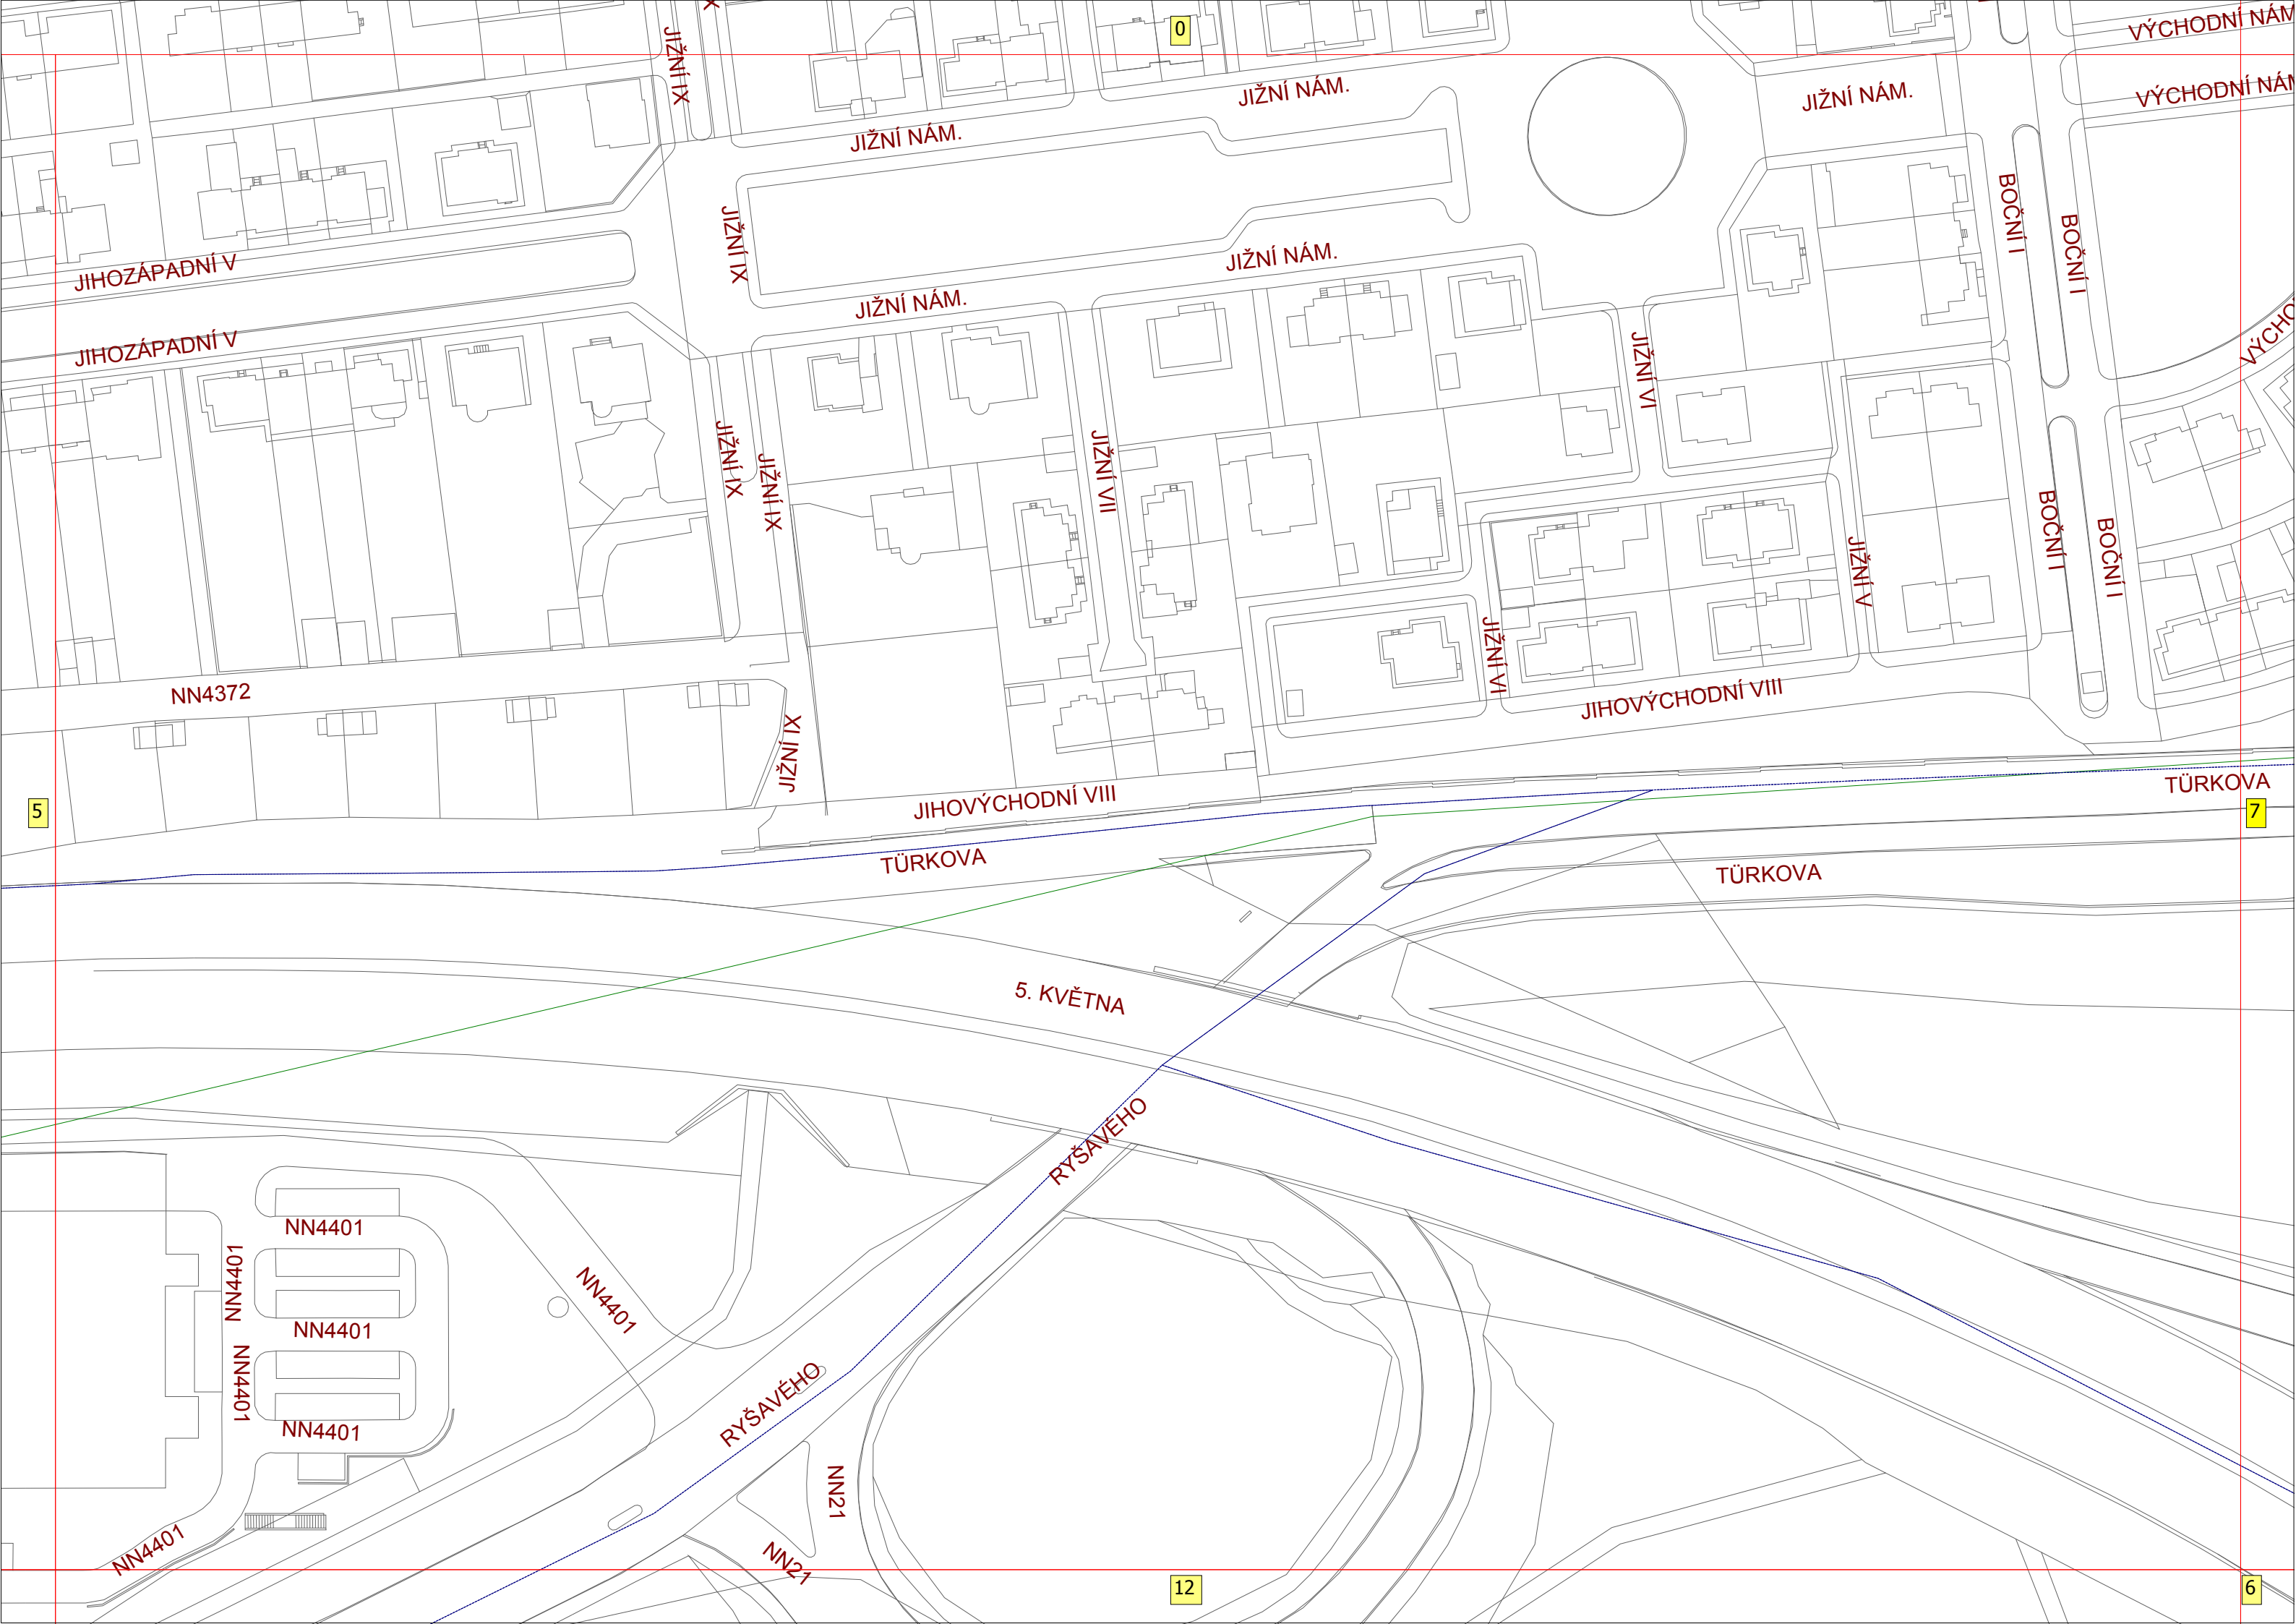 0
VÝCHODNÍ NÁM
JIŽNÍ IX
JIŽNÍ NÁM.
JIŽNÍ NÁM.
VÝCHODNÍ NÁM
JIŽNÍ NÁM.
BOČNÍ I
JIŽNÍ IX
BOČNÍ I
JIŽNÍ NÁM.
JIHOZÁPADNÍ V
JIŽNÍ NÁM.
JIHOZÁPADNÍ V
VÝCHO
JIŽNÍ VI
JIŽNÍ IX
JIŽNÍ VII
JIŽNÍ IX
BOČNÍ I
BOČNÍ I
JIŽNÍ V
JIŽNÍ VI
NN4372
JIHOVÝCHODNÍ VIII
JIŽNÍ IX
TÜRKOVA
JIHOVÝCHODNÍ VIII
5
7
TÜRKOVA
TÜRKOVA
5. KVĚTNA
RYŠAVÉHO
NN4401
NN4401
NN4401
NN4401
NN4401
RYŠAVÉHO
NN4401
NN21
NN4401
NN21
12
6